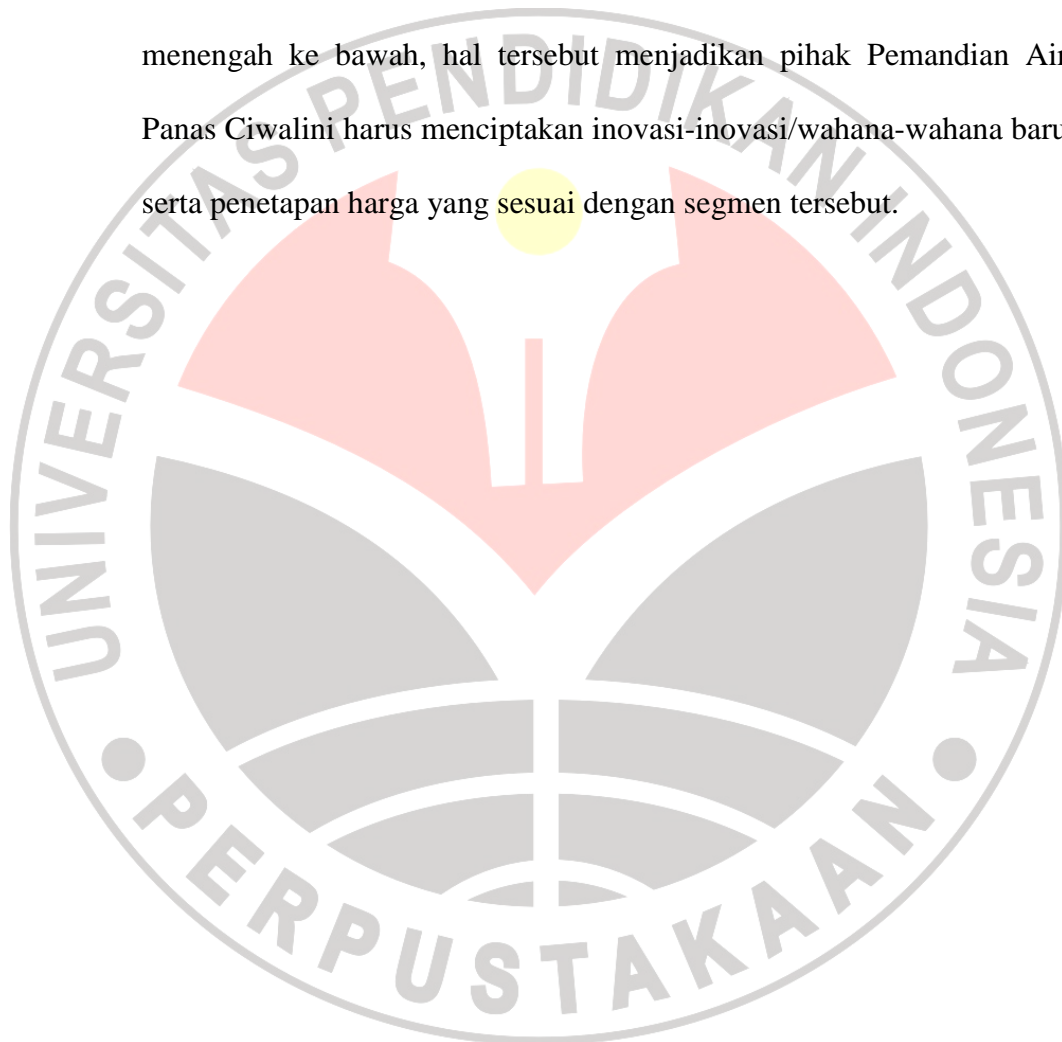 menengah ke bawah, hal tersebut menjadikan pihak Pemandian Air
Panas Ciwalini harus menciptakan inovasi-inovasi/wahana-wahana baru
serta penetapan harga yang sesuai dengan segmen tersebut.
UNIVERSITAS PENDIDIKAN INDONESIA
PERPUSTAKAAN